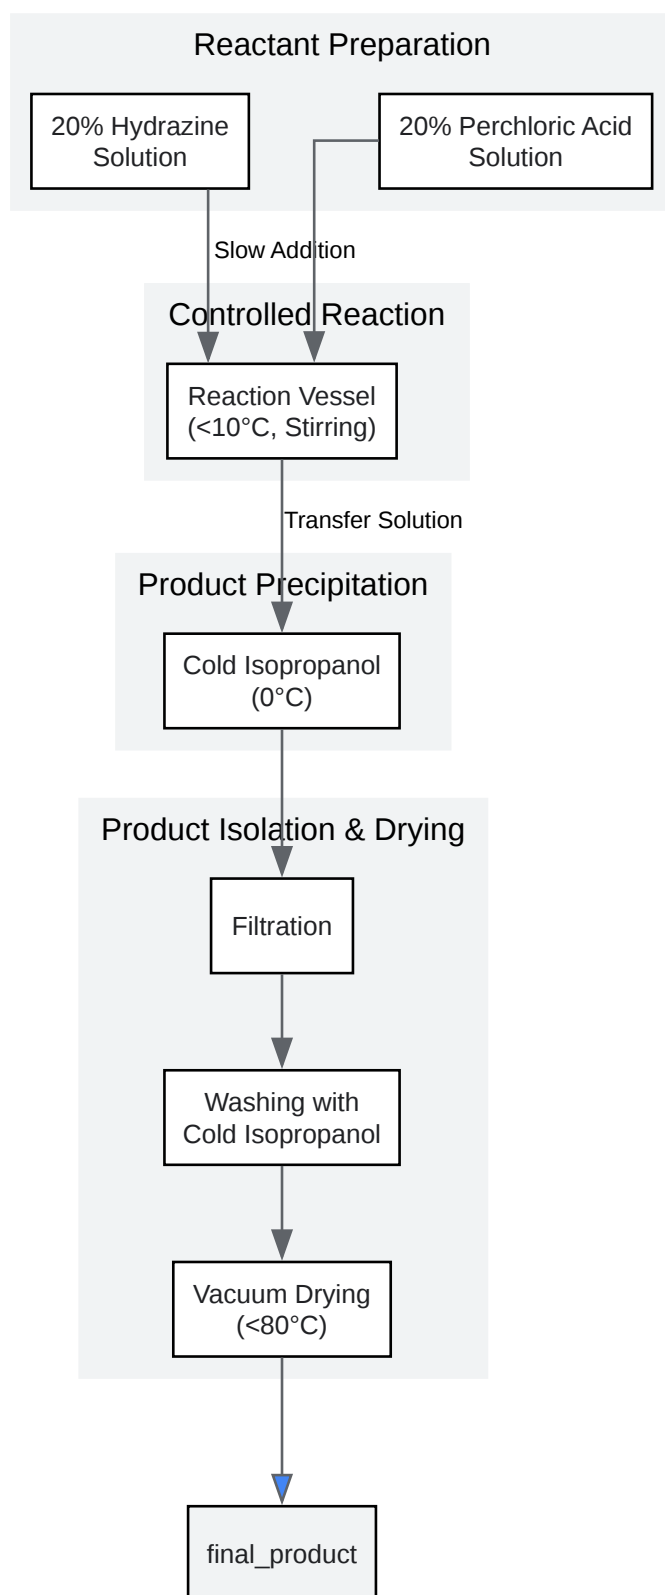 Reactant Preparation
20% Hydrazine
Solution
20% Perchloric Acid
Solution
Slow Addition
Controlled Reaction
Reaction Vessel
(<10°C, Stirring)
Transfer Solution
Product Precipitation
Cold Isopropanol
(0°C)
Product Isolation & Drying
Filtration
Washing with
Cold Isopropanol
Vacuum Drying
(<80°C)
final_product